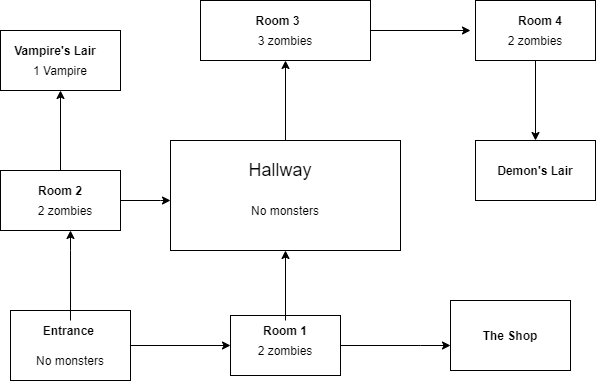 Room 3
3 zombies
Room 4
2 zombies
Vampire's Lair
1 Vampire
Hallway
No monsters
Demon's Lair
Room 2
2 zombies
Entrance
No monsters
Room 1
2 zombies
The Shop